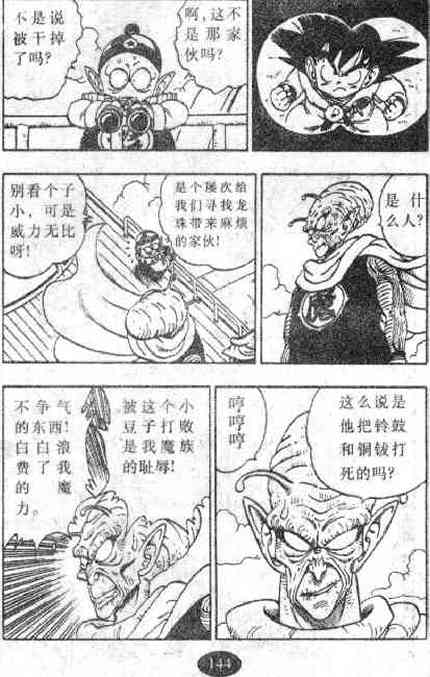 啊,这不
是那家
伙吗?
不是说
被干掉
了吗?
是什
么人?
是个屡次给
我们寻找龙
珠带来麻烦
的家伙!
别看个子
小,可是
威力无比
呀!
这么说是
他把铃鼓
和铜钹打
死的吗?
哼
哼
哼
被这个小
豆子打败
是我魔族
的耻辱!
不争气
的东西!
白白浪
费了我
的魔
力。
144